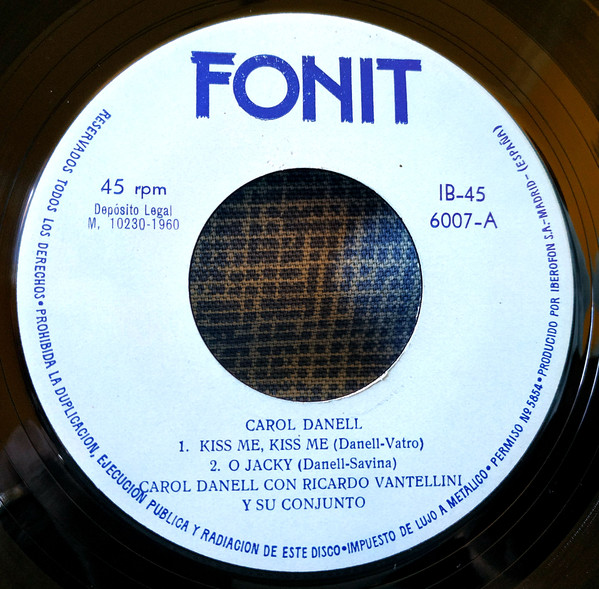 FONIT
45 rpm
Depósito Legal
M, 10230-1960
IB-45
6007-A
CAROL DANELL
1. KISS ME, KISS ME (Danell-Vatro)
2. O JACKY (Danell-Savina)
CAROL DANELL CON RICARDO VANTELLINI
Y SU CONJUNTO
RESERVADOS TODOS LOS DERECHOS•PROHIBIDA LA DUPLICACION, EJECUCIÓN PUBLICA Y RADIACION DE ESTE DISCO•IMPUESTO DE LUJO A METALICO•PERMISO Nº 5854•PRODUCIDO POR IBEROFON S.A.-MADRID-(ESPAÑA)